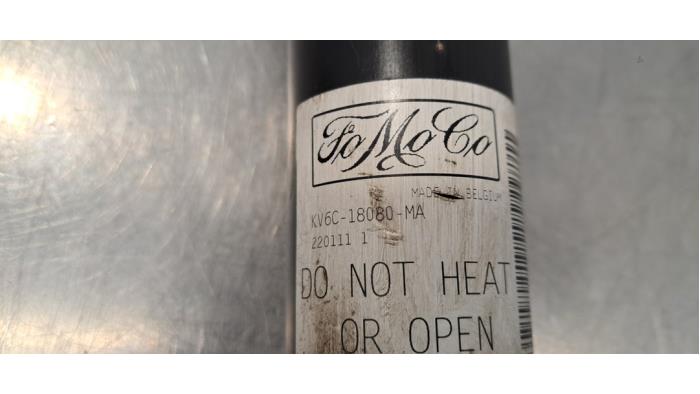 FoMoCo
MADE IN BELGIUM
KV6C-18080-MA
220111 1
DO NOT HEAT
OR OPEN